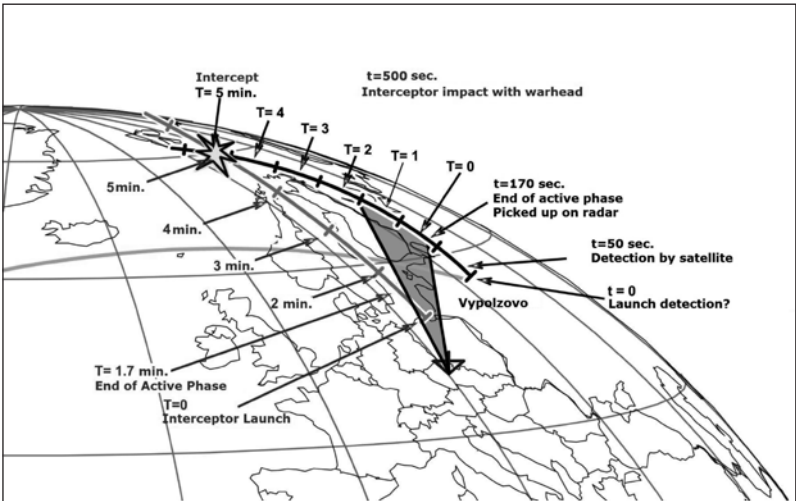 Intercept
T= 5 min.
t=500 sec.
Interceptor impact with warhead
T= 4
T= 3
T= 2
T= 1
T= 0
t=170 sec.
End of active phase
Picked up on radar
t=50 sec.
Detection by satellite
t = 0
Launch detection?
Vypolzovo
5min.
4min.
3 min.
2 min.
T= 1.7 min.
End of Active Phase
T=0
Interceptor Launch